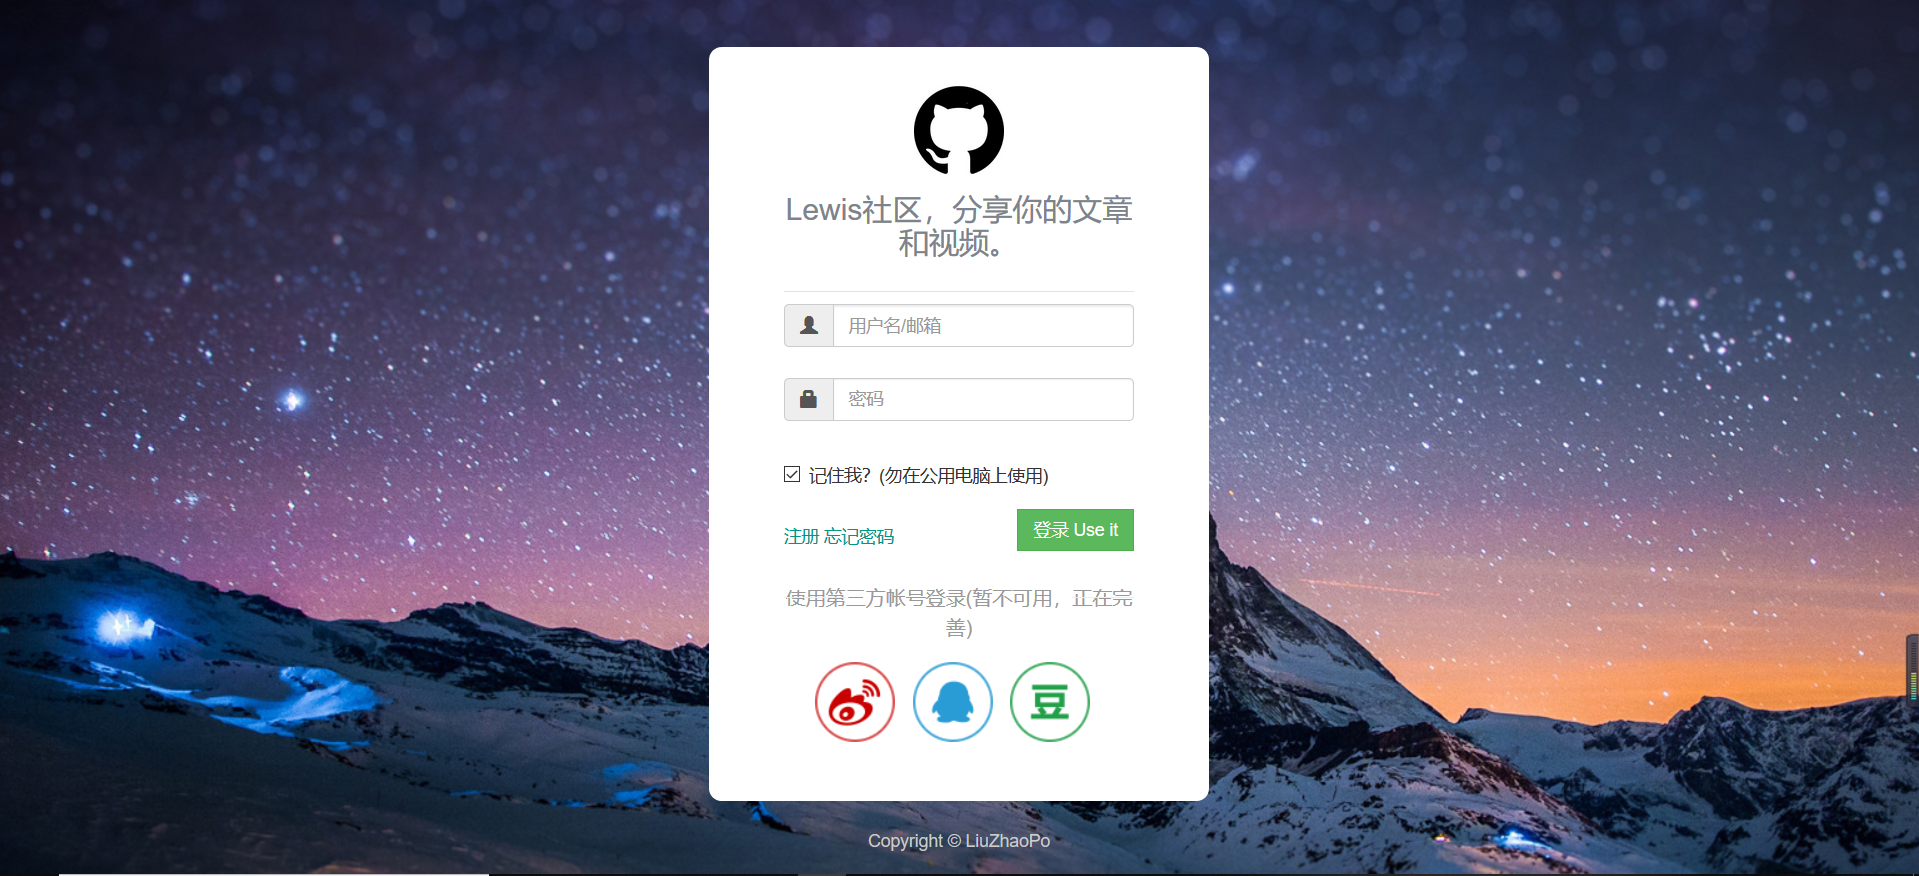 Lewis社区，分享你的文章
和视频。
用户名/邮箱
密码
记住我？(勿在公用电脑上使用)
注册 忘记密码
登录 Use it
使用第三方帐号登录(暂不可用，正在完
善)
豆
Copyright © LiuZhaoPo